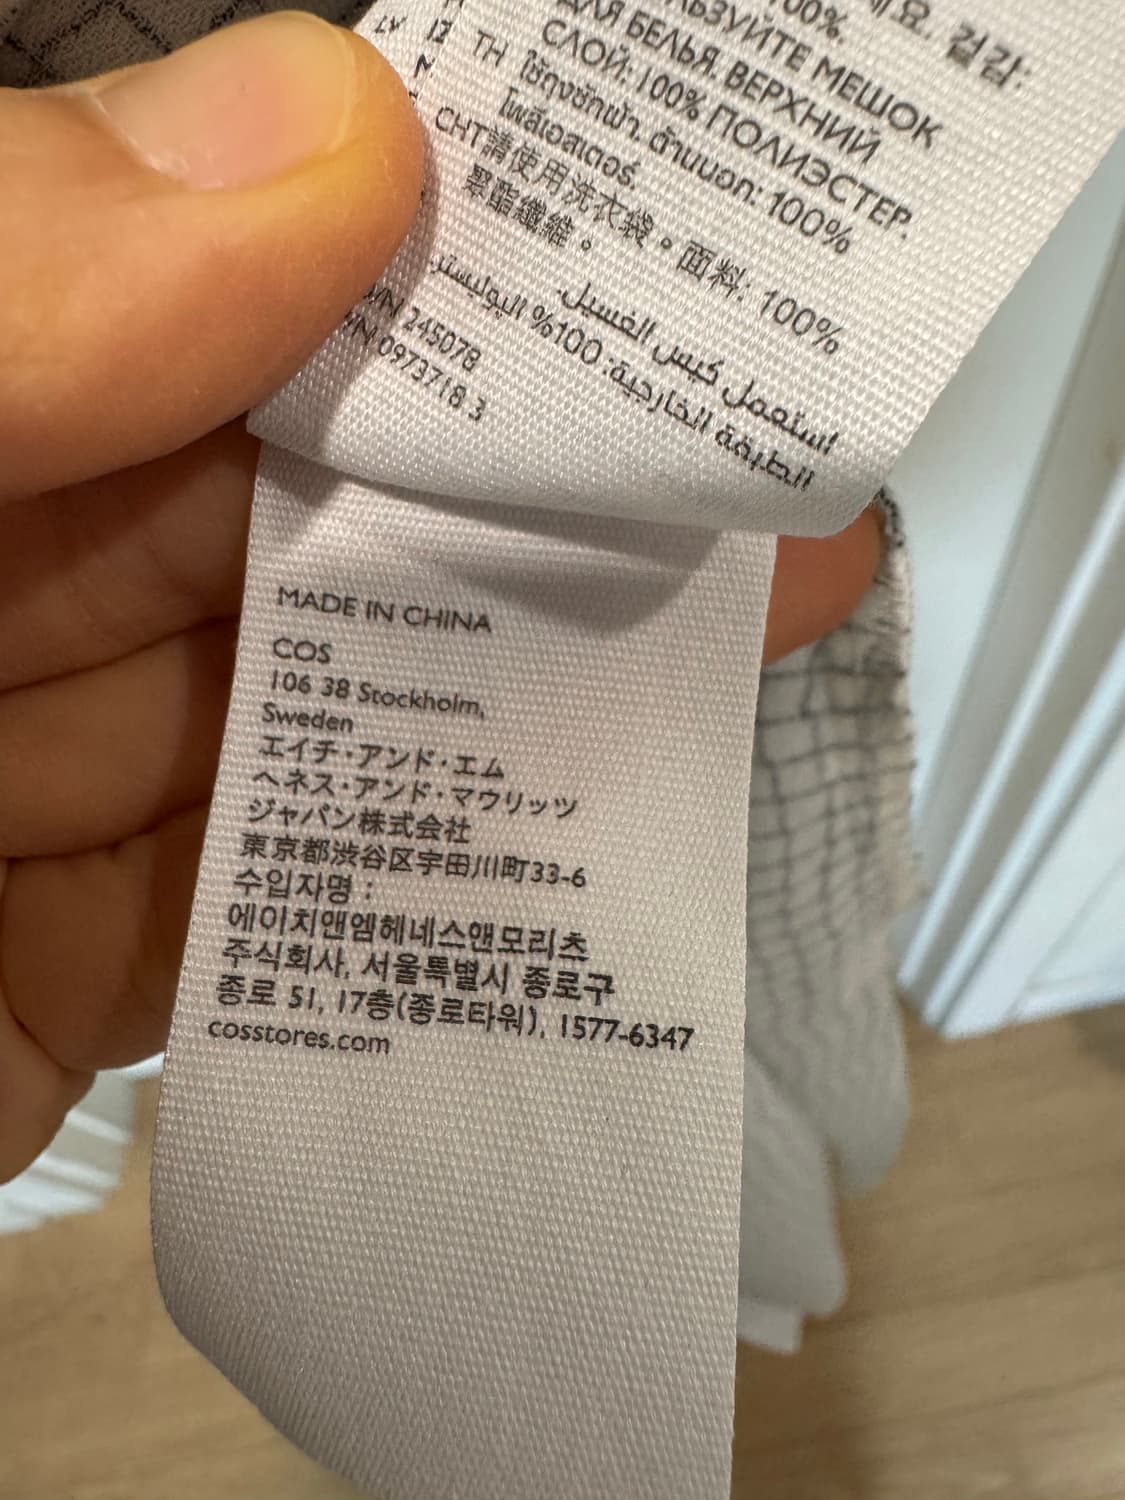 세요. 겉감:
100%.
ЛЬЗУЙТЕ МЕШОК
ДЛЯ БЕЛЬЯ. ВЕРХНИЙ
СЛОЙ: 100% ПОЛИЭСТЕР.
TH ใช้ถุงซักผ้า. ด้านนอก: 100%
โพลีเอสเตอร์.
CHT請使用洗衣袋。面料: 100%
聚酯纖維。
استعمل كيس الغسيل.
الطبقة الخارجية: 100% البوليستر
245078
0973718 3
MADE IN CHINA
COS
106 38 Stockholm,
Sweden
エイチ・アンド・エム
ヘネス・アンド・マウリッツ
ジャパン株式会社
東京都渋谷区宇田川町33-6
수입자명 :
에이치앤엠헤네스앤모리츠
주식회사, 서울특별시 종로구
종로 51, 17층(종로타워), 1577-6347
cosstores.com